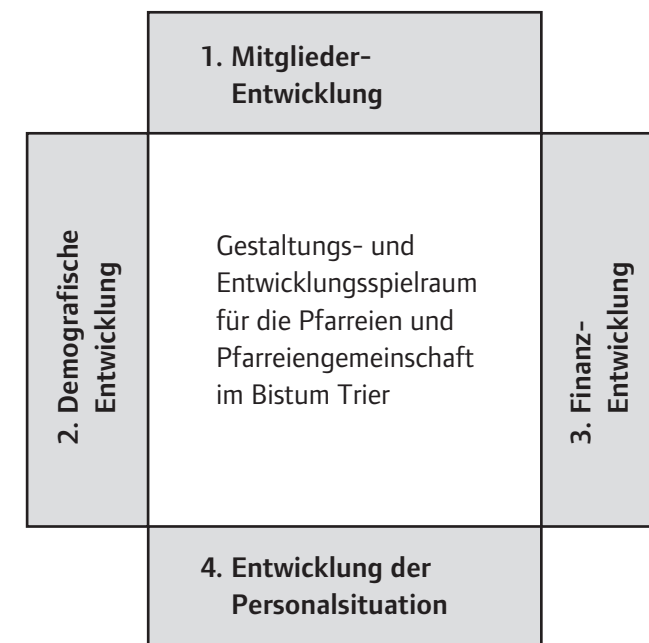 1. Mitglieder-
Entwicklung
2. Demografische
Entwicklung
Gestaltungs- und
Entwicklungsspielraum
für die Pfarreien und
Pfarreiengemeinschaft
im Bistum Trier
3. Finanz-
Entwicklung
4. Entwicklung der
Personalsituation